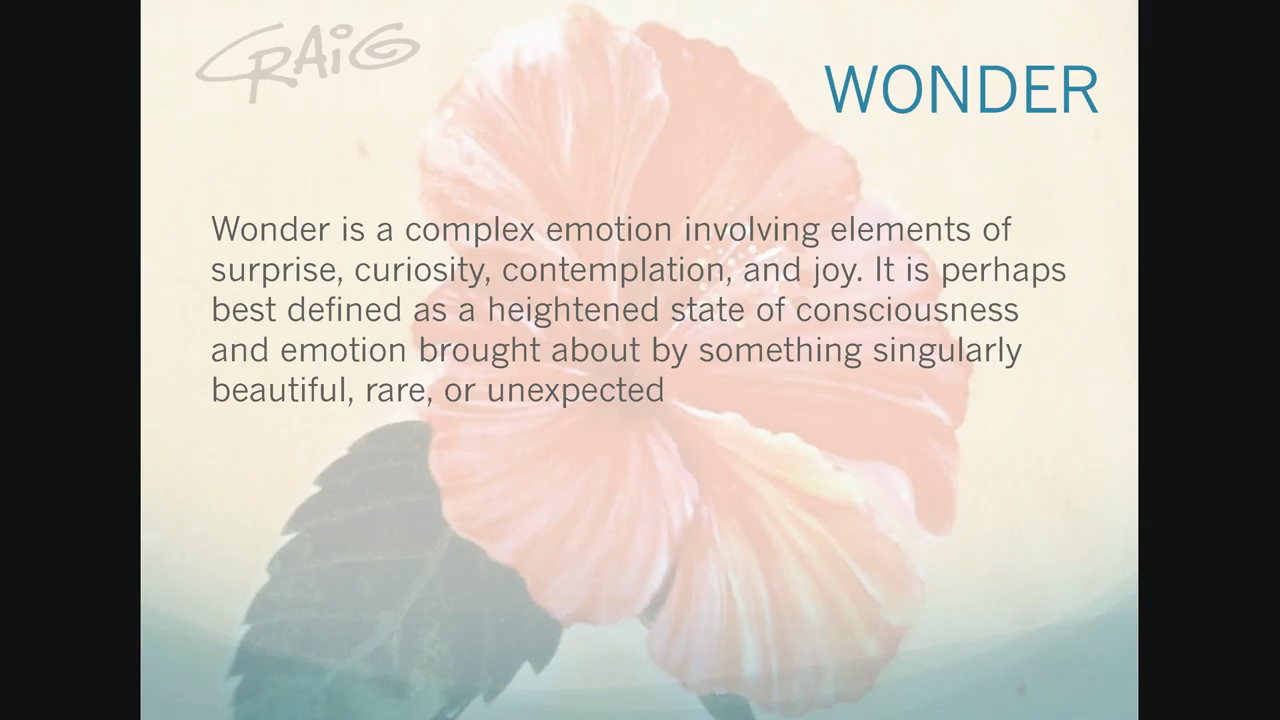 CRAIG
WONDER
Wonder is a complex emotion involving elements of
surprise, curiosity, contemplation, and joy. It is perhaps
best defined as a heightened state of consciousness
and emotion brought about by something singularly
beautiful, rare, or unexpected